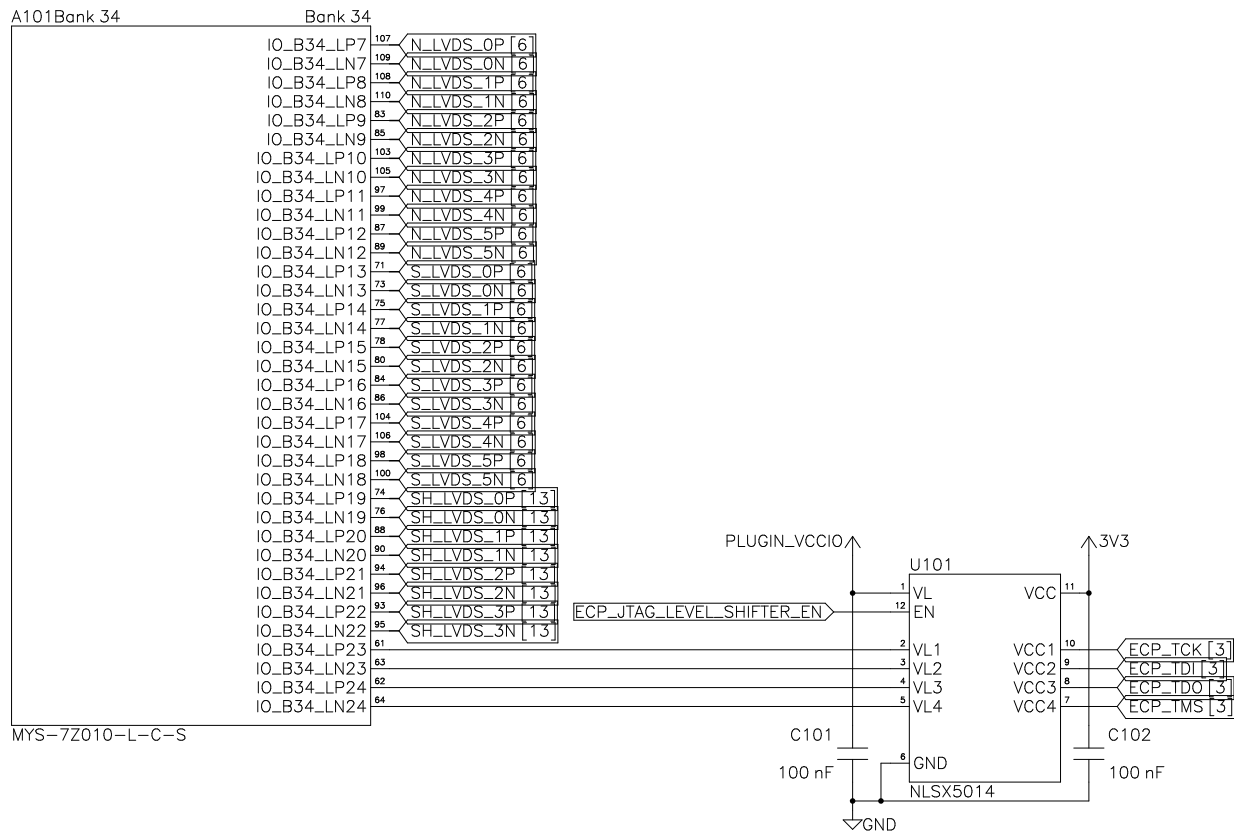 A101Bank 34 Bank 34
IO_B34_LP7 107 N_LVDS_0P [6]
IO_B34_LN7 109 N_LVDS_0N [6]
IO_B34_LP8 108 N_LVDS_1P [6]
IO_B34_LN8 110 N_LVDS_1N [6]
IO_B34_LP9 83 N_LVDS_2P [6]
IO_B34_LN9 85 N_LVDS_2N [6]
IO_B34_LP10 103 N_LVDS_3P [6]
IO_B34_LN10 105 N_LVDS_3N [6]
IO_B34_LP11 97 N_LVDS_4P [6]
IO_B34_LN11 99 N_LVDS_4N [6]
IO_B34_LP12 87 N_LVDS_5P [6]
IO_B34_LN12 89 N_LVDS_5N [6]
IO_B34_LP13 71 S_LVDS_0P [6]
IO_B34_LN13 73 S_LVDS_0N [6]
IO_B34_LP14 75 S_LVDS_1P [6]
IO_B34_LN14 77 S_LVDS_1N [6]
IO_B34_LP15 78 S_LVDS_2P [6]
IO_B34_LN15 80 S_LVDS_2N [6]
IO_B34_LP16 84 S_LVDS_3P [6]
IO_B34_LN16 86 S_LVDS_3N [6]
IO_B34_LP17 104 S_LVDS_4P [6]
IO_B34_LN17 106 S_LVDS_4N [6]
IO_B34_LP18 98 S_LVDS_5P [6]
IO_B34_LN18 100 S_LVDS_5N [6]
IO_B34_LP19 74 SH_LVDS_0P [13]
IO_B34_LN19 76 SH_LVDS_0N [13]
IO_B34_LP20 88 SH_LVDS_1P [13]
IO_B34_LN20 90 SH_LVDS_1N [13]
IO_B34_LP21 94 SH_LVDS_2P [13]
IO_B34_LN21 96 SH_LVDS_2N [13]
IO_B34_LP22 93 SH_LVDS_3P [13]
IO_B34_LN22 95 SH_LVDS_3N [13]
IO_B34_LP23 61
IO_B34_LN23 63
IO_B34_LP24 62
IO_B34_LN24 64
MYS-7Z010-L-C-S
PLUGIN_VCCIO
3V3
U101
1 VL VCC 11
ECP_JTAG_LEVEL_SHIFTER_EN 12 EN
2 VL1 VCC1 10 ECP_TCK [3]
3 VL2 VCC2 9 ECP_TDI [3]
4 VL3 VCC3 8 ECP_TDO [3]
5 VL4 VCC4 7 ECP_TMS [3]
6 GND
NLSX5014
C101
100 nF
C102
100 nF
GND